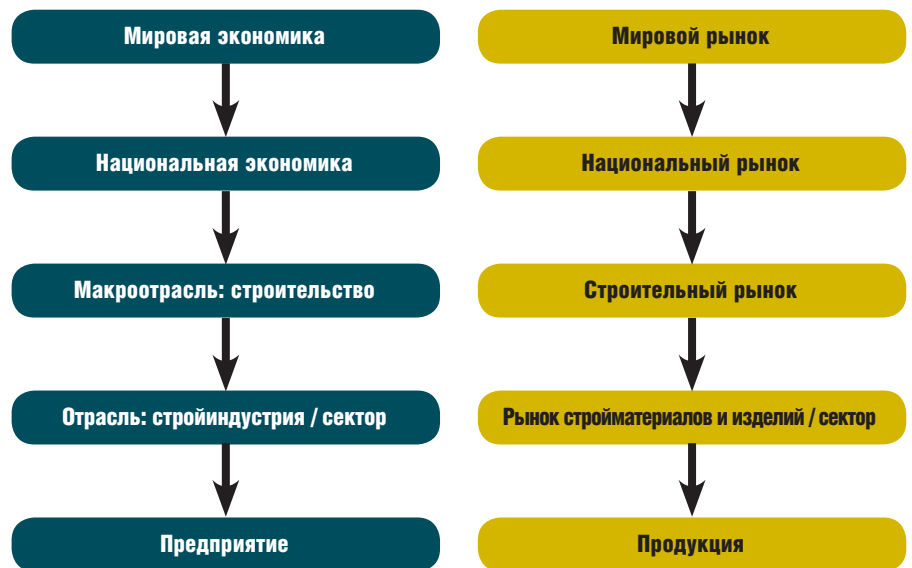 Мировая экономика
Национальная экономика
Макроотрасль: строительство
Отрасль: стройиндустрия / сектор
Предприятие
Мировой рынок
Национальный рынок
Строительный рынок
Рынок стройматериалов и изделий / сектор
Продукция